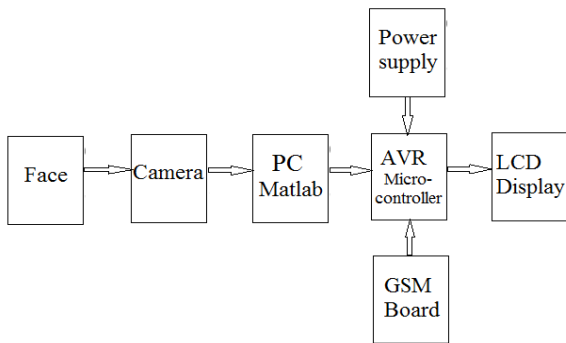 Power
supply
Face
Camera
PC
Matlab
AVR
Micro-
controller
LCD
Display
GSM
Board